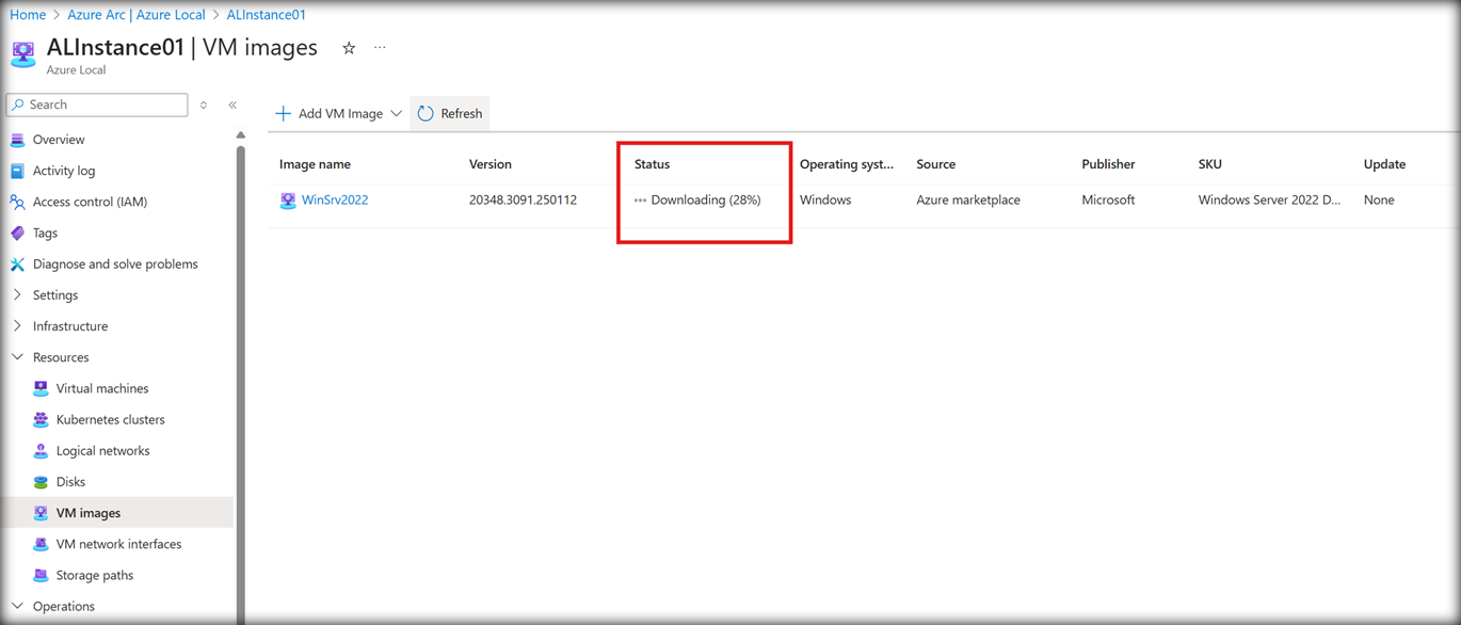 Home > Azure Arc | Azure Local > ALInstance01
ALInstance01 | VM images
Azure Local
Search
Overview
Activity log
Access control (IAM)
Tags
Diagnose and solve problems
Settings
Infrastructure
Resources
Virtual machines
Kubernetes clusters
Logical networks
Disks
VM images
VM network interfaces
Storage paths
Operations
Add VM Image Refresh
Image name Version Status Operating syst... Source Publisher SKU Update
WinSrv2022 20348.3091.250112 Downloading (28%) Windows Azure marketplace Microsoft Windows Server 2022 D... None